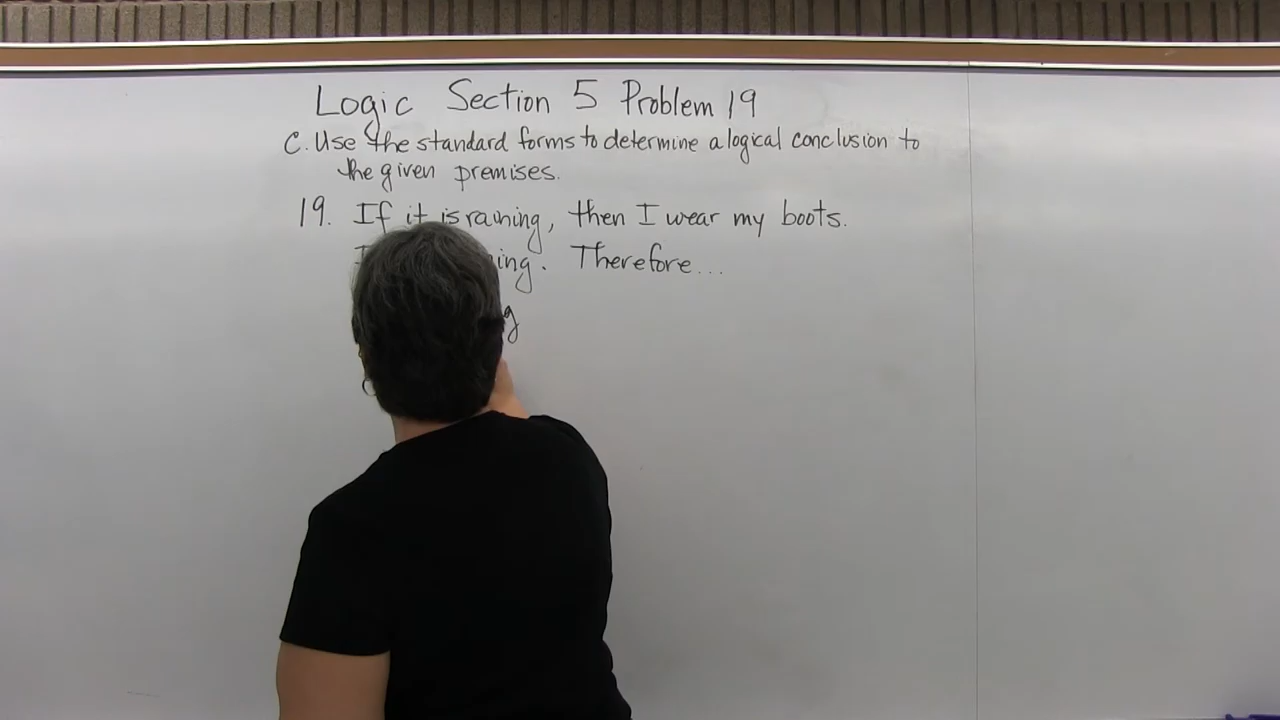 Logic Section 5 Problem 19
C. Use the standard forms to determine a logical conclusion to
the given premises.
19. If it is raining, then I wear my boots.
ing. Therefore...
g